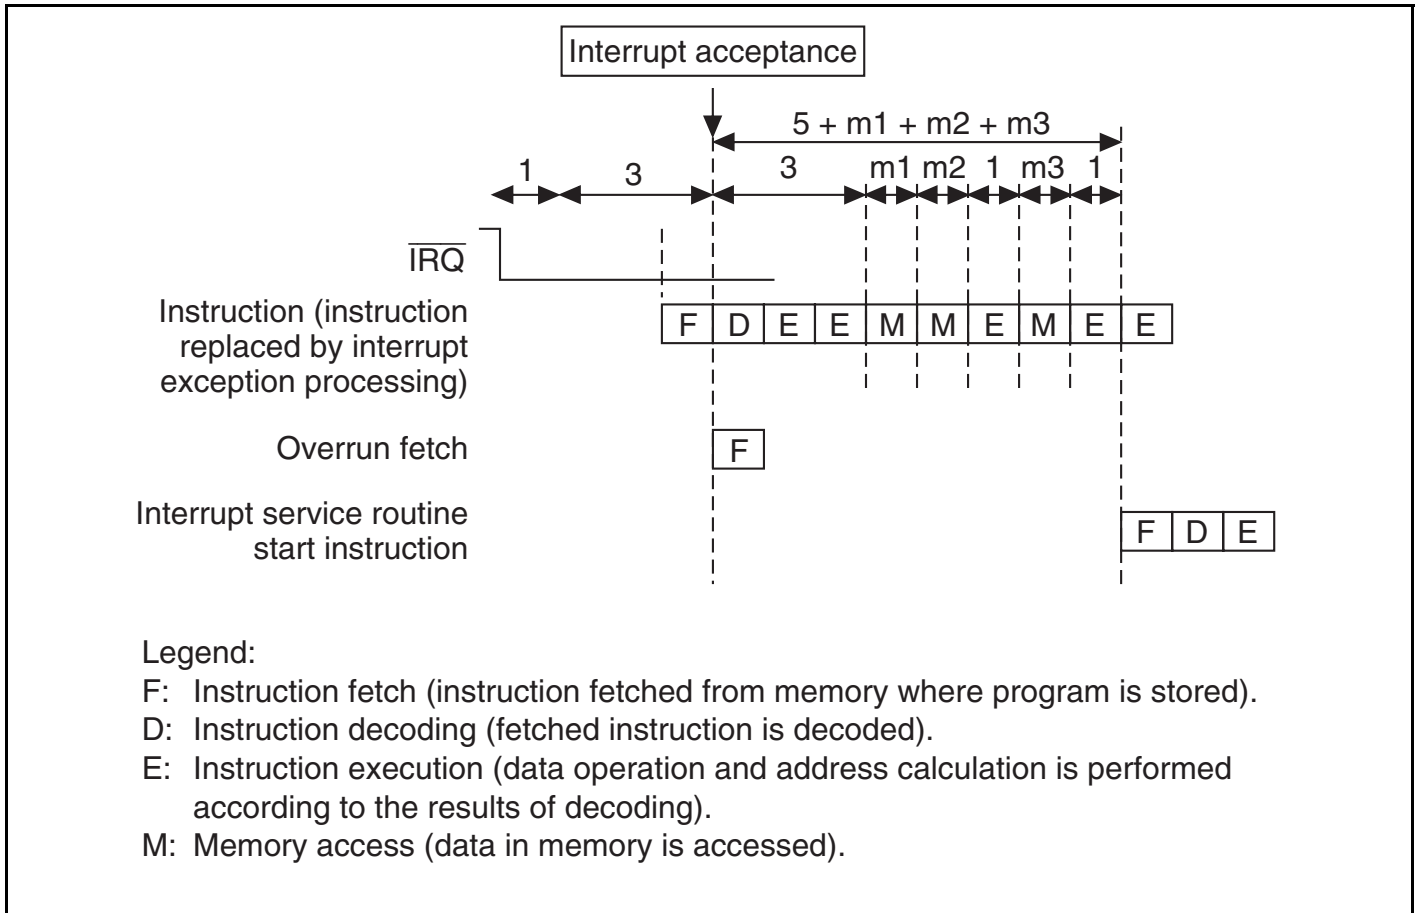 Interrupt acceptance
5 + m1 + m2 + m3
1 3 3 m1 m2 1 m3 1
IRQ
Instruction (instruction
replaced by interrupt
exception processing)
F D E E M M E M E E
Overrun fetch
F
Interrupt service routine
start instruction
F D E
Legend:
F: Instruction fetch (instruction fetched from memory where program is stored).
D: Instruction decoding (fetched instruction is decoded).
E: Instruction execution (data operation and address calculation is performed
according to the results of decoding).
M: Memory access (data in memory is accessed).